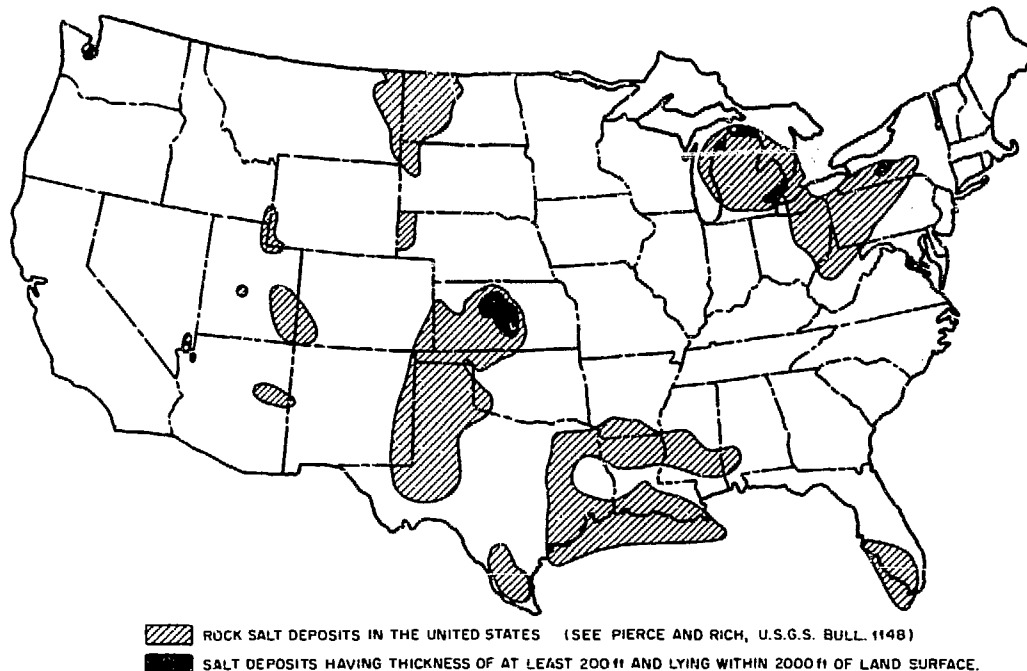 ROCK SALT DEPOSITS IN THE UNITED STATES (SEE PIERCE AND RICH, U.S.G.S. BULL. 1148)
SALT DEPOSITS HAVING THICKNESS OF AT LEAST 200 ft AND LYING WITHIN 2000 ft OF LAND SURFACE.